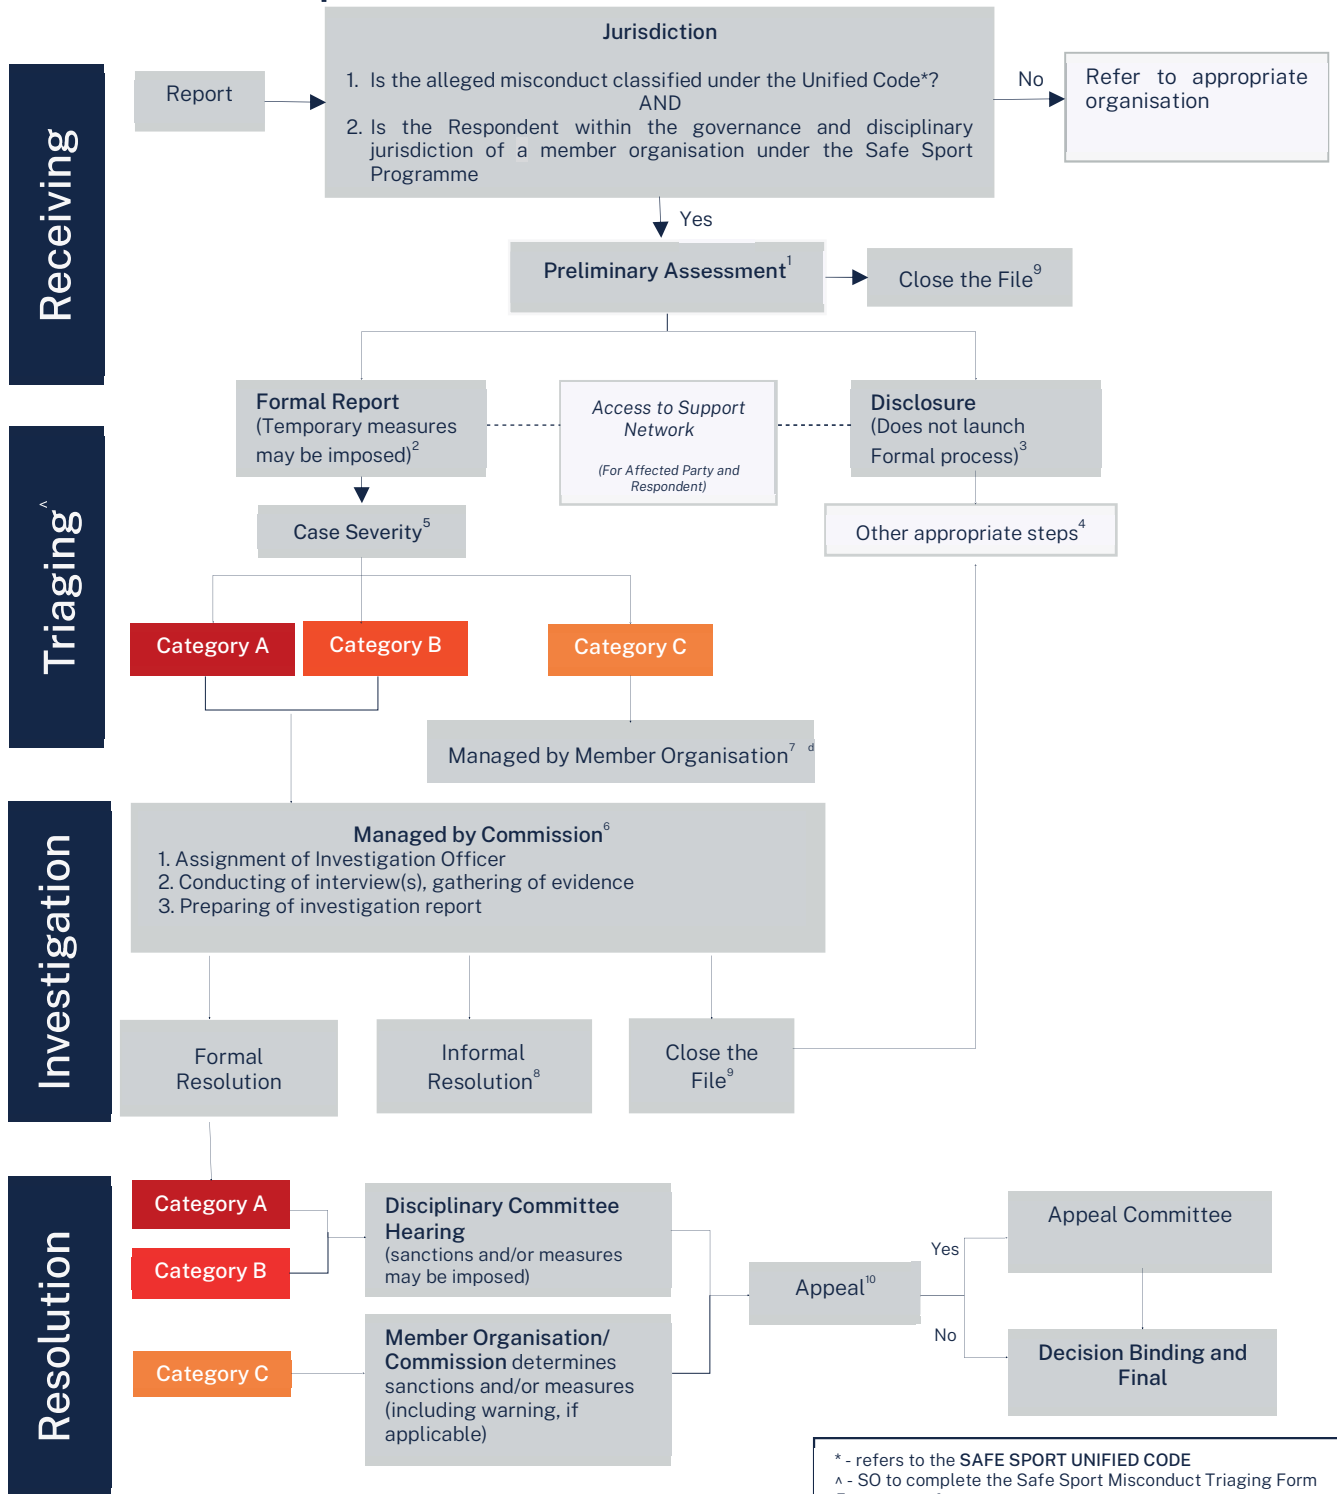 Receiving
Report
Jurisdiction
1. Is the alleged misconduct classified under the Unified Code*?
AND
2. Is the Respondent within the governance and disciplinary
jurisdiction of a member organisation under the Safe Sport
Programme
No
Refer to appropriate
organisation
Yes
Preliminary Assessment¹
Close the File⁹
Triaging^
Formal Report
(Temporary measures
may be imposed)²
Access to Support
Network
(For Affected Party and
Respondent)
Disclosure
(Does not launch
Formal process)³
Case Severity⁵
Other appropriate steps⁴
Category A
Category B
Category C
Managed by Member Organisation⁷ d
Investigation
Managed by Commission⁶
1. Assignment of Investigation Officer
2. Conducting of interview(s), gathering of evidence
3. Preparing of investigation report
Formal
Resolution
Informal
Resolution⁸
Close the
File⁹
Resolution
Category A
Category B
Category C
Disciplinary Committee
Hearing
(sanctions and/or measures
may be imposed)
Member Organisation/
Commission determines
sanctions and/or measures
(including warning, if
applicable)
Appeal¹⁰
Yes
No
Appeal Committee
Decision Binding and
Final
* - refers to the SAFE SPORT UNIFIED CODE
^ - SO to complete the Safe Sport Misconduct Triaging Form